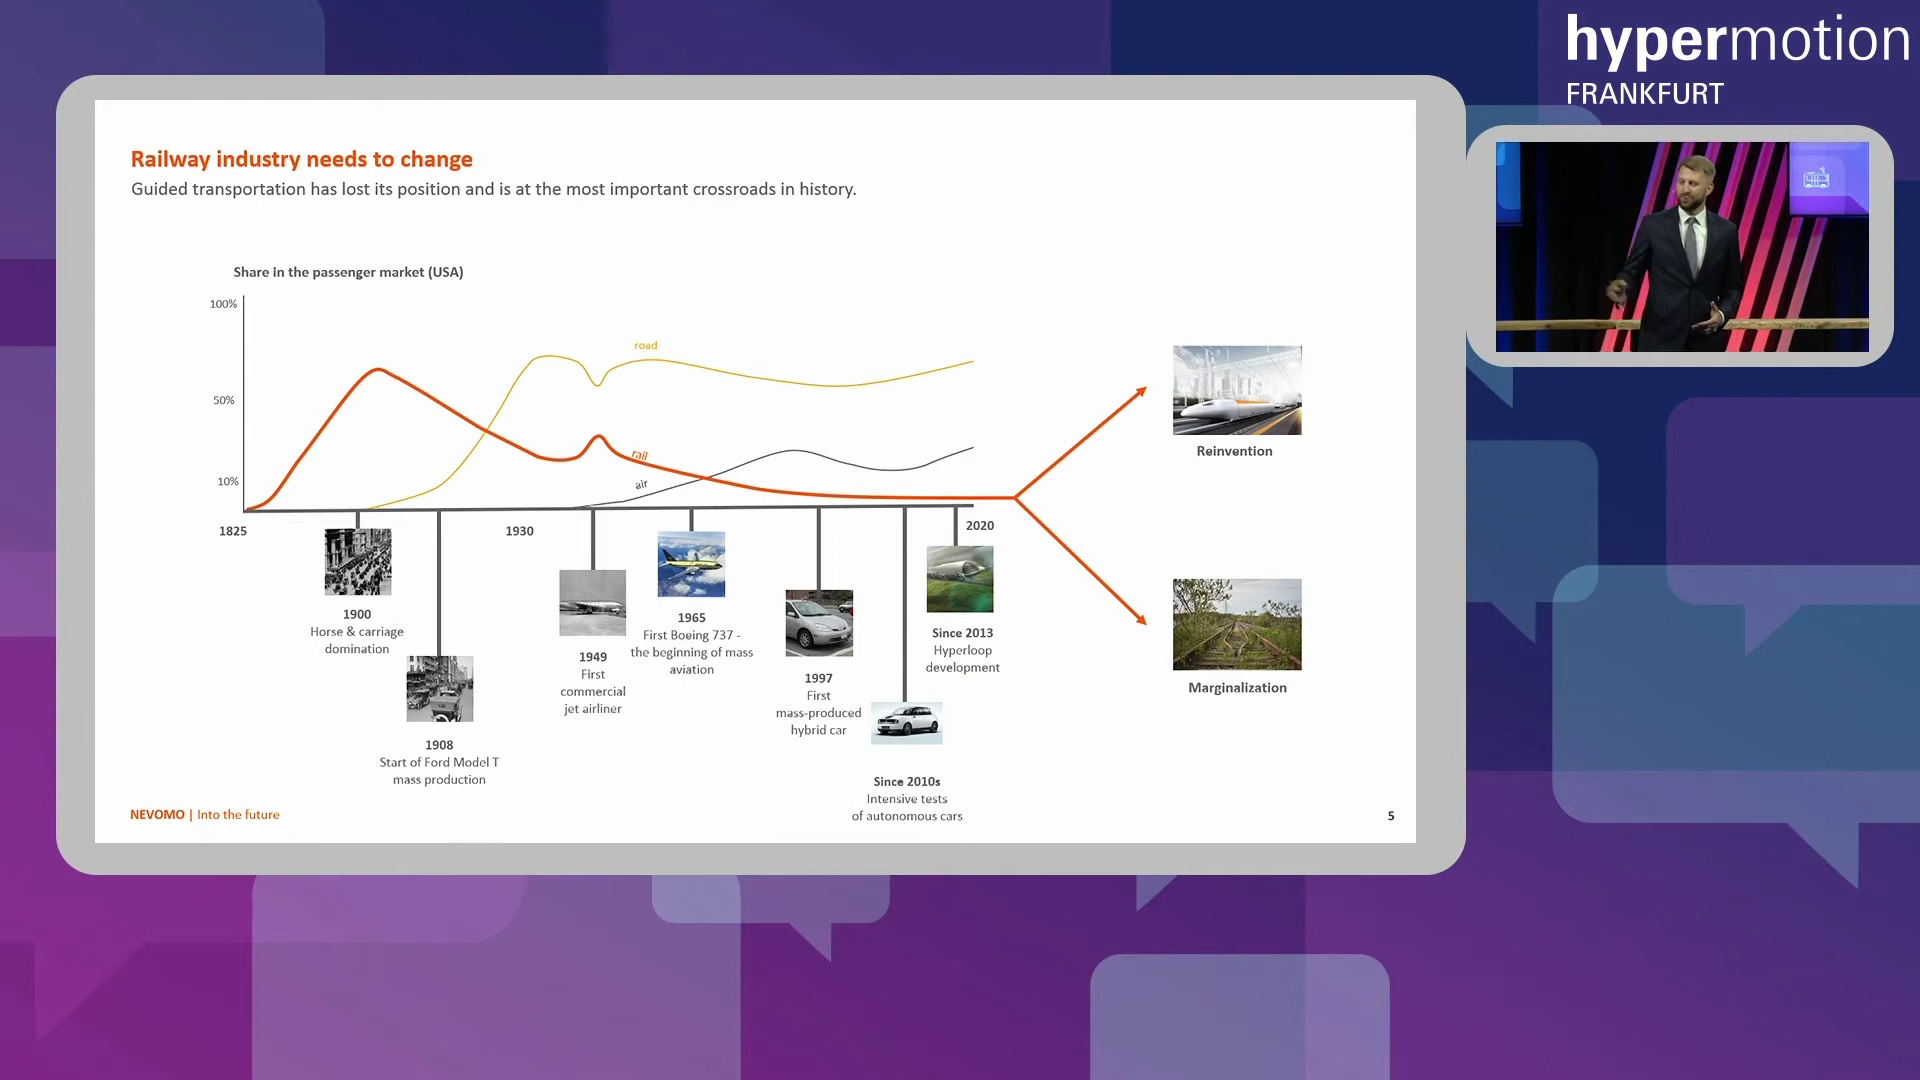 hypermotion
FRANKFURT
Railway industry needs to change
Guided transportation has lost its position and is at the most important crossroads in history.
Share in the passenger market (USA)
100%
50%
10%
road
rail
air
1825
1930
2020
1900
Horse & carriage
domination
1908
Start of Ford Model T
mass production
1949
First
commercial
jet airliner
1965
First Boeing 737 -
the beginning of mass
aviation
1997
First
mass-produced
hybrid car
Since 2010s
Intensive tests
of autonomous cars
Since 2013
Hyperloop
development
Reinvention
Marginalization
NEVOMO | Into the future
5